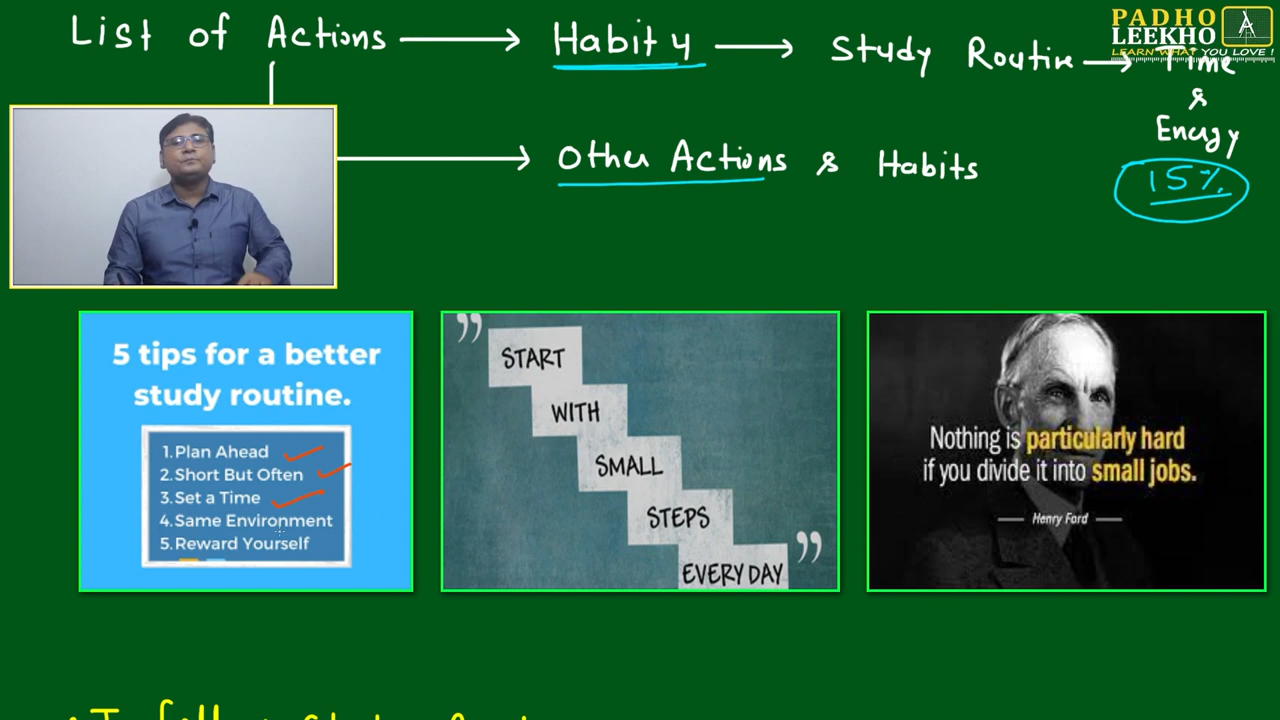 List of Actions → Habit 4 → Study Routine → Time
&
Energy
15%
Other Actions & Habits
PADHO
LEEKHO
LEARN WHAT YOU LOVE !
5 tips for a better
study routine.
1. Plan Ahead
2. Short But Often
3. Set a Time
4. Same Environment
5. Reward Yourself
” START
WITH
SMALL
STEPS
EVERY DAY ”
Nothing is particularly hard
if you divide it into small jobs.
Henry Ford